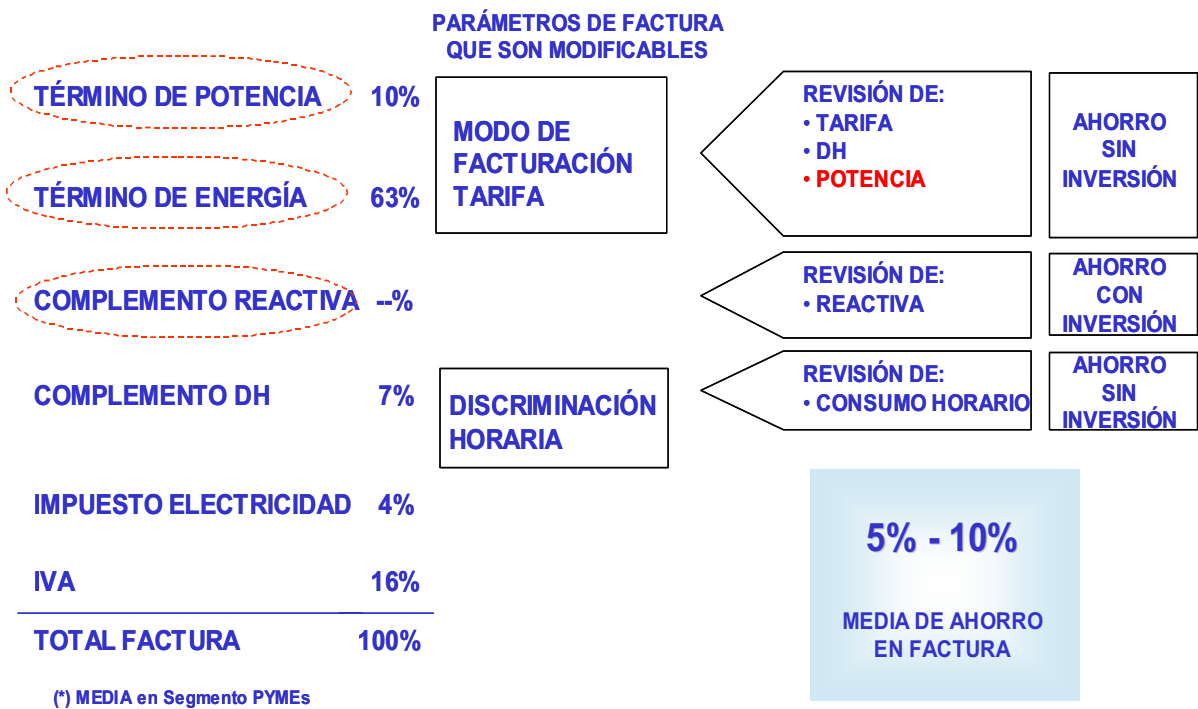 PARÁMETROS DE FACTURA
QUE SON MODIFICABLES
TÉRMINO DE POTENCIA 10%
TÉRMINO DE ENERGÍA 63%
MODO DE
FACTURACIÓN
TARIFA
REVISIÓN DE:
• TARIFA
• DH
• POTENCIA
AHORRO
SIN
INVERSIÓN
COMPLEMENTO REACTIVA --%
REVISIÓN DE:
• REACTIVA
AHORRO
CON
INVERSIÓN
COMPLEMENTO DH 7%
DISCRIMINACIÓN
HORARIA
REVISIÓN DE:
• CONSUMO HORARIO
AHORRO
SIN
INVERSIÓN
IMPUESTO ELECTRICIDAD 4%
IVA 16%
TOTAL FACTURA 100%
5% - 10%
MEDIA DE AHORRO
EN FACTURA
(*) MEDIA en Segmento PYMEs